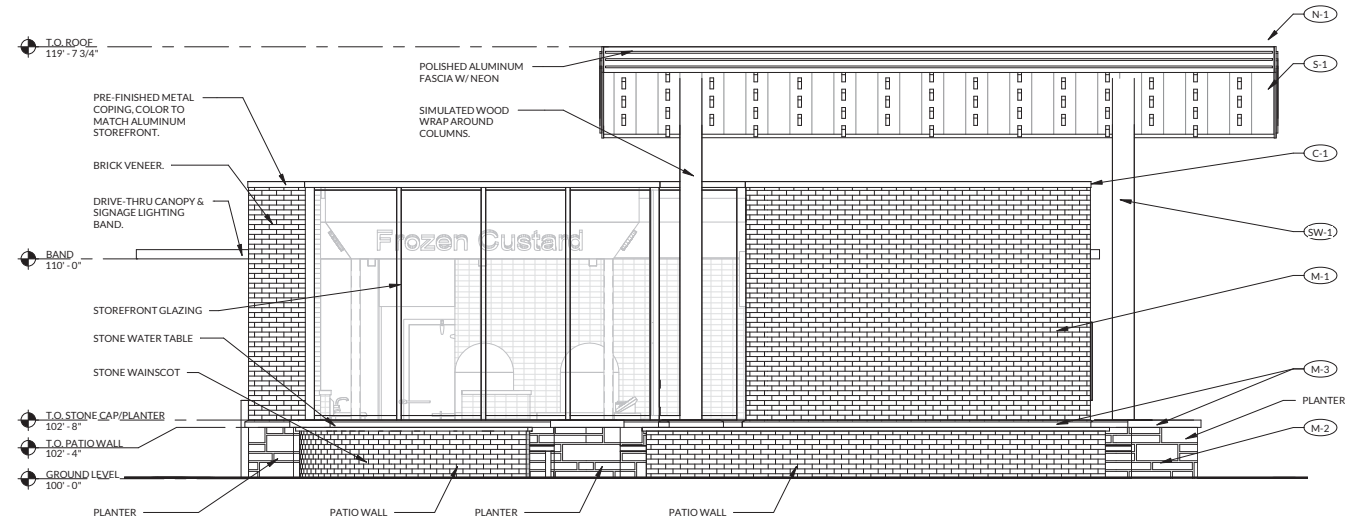 N-1
T.O. ROOF
119' - 7 3/4"
POLISHED ALUMINUM
FASCIA W/ NEON
S-1
PRE-FINISHED METAL
COPING, COLOR TO
MATCH ALUMINUM
STOREFRONT.
SIMULATED WOOD
WRAP AROUND
COLUMNS.
C-1
BRICK VENEER.
DRIVE-THRU CANOPY &
SIGNAGE LIGHTING
BAND.
SW-1
Frozen Custard
BAND
110' - 0"
M-1
STOREFRONT GLAZING
STONE WATER TABLE
STONE WAINSCOT
M-3
PLANTER
T.O. STONE CAP/PLANTER
102' - 8"
M-2
T.O. PATIO WALL
102' - 4"
GROUND LEVEL
100' - 0"
PLANTER
PATIO WALL
PLANTER
PATIO WALL